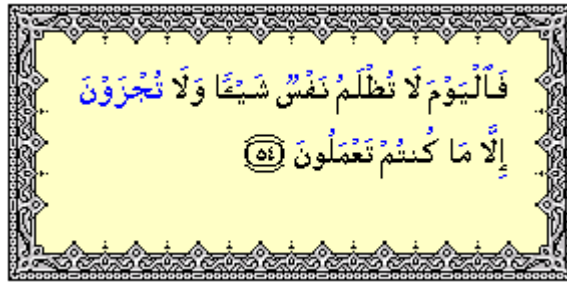 فَٱلْيَوْمَ لَا تُظْلَمُ نَفْسٌ شَيْـًٔا وَلَا تُجْزَوْنَ
إِلَّا مَا كُنتُمْ تَعْمَلُونَ ٥٤